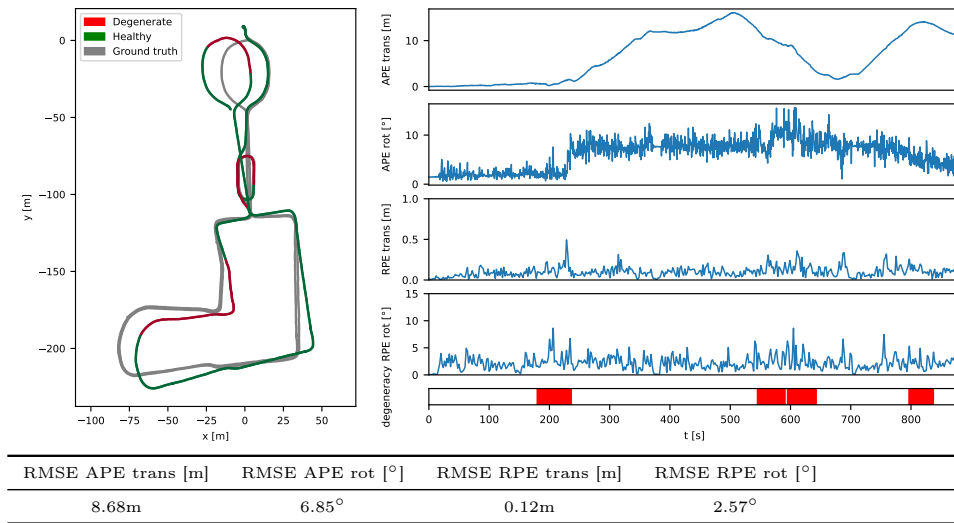 Degenerate
Healthy
Ground truth
0
−50
−100
−150
−200
y [m]
−100 −75 −50 −25 0 25 50
x [m]
APE trans [m]
10
0
APE rot [°]
10
0
RPE trans [m]
1.0
0.5
0.0
RPE rot [°]
15
10
5
0
degeneracy
0 100 200 300 400 500 600 700 800
t [s]
RMSE APE trans [m] RMSE APE rot [°] RMSE RPE trans [m] RMSE RPE rot [°]
8.68m 6.85° 0.12m 2.57°